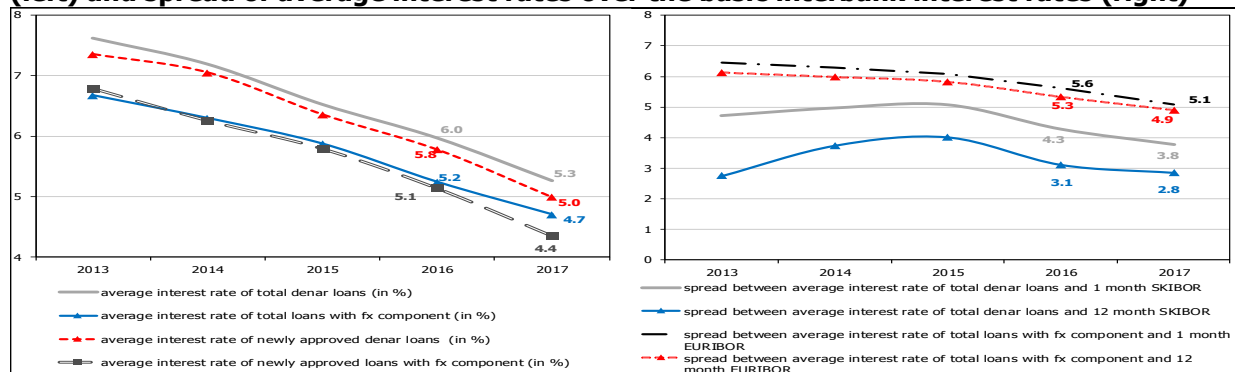 (left) and spread of average interest rates over the basic interbank interest rates (right)
8
7
6
5
4
6.0
5.8
5.2
5.1
5.3
5.0
4.7
4.4
2013 2014 2015 2016 2017
average interest rate of total denar loans (in %)
average interest rate of total loans with fx component (in %)
average interest rate of newly approved denar loans (in %)
average interest rate of newly approved loans with fx component (in %)
8
7
6
5
4
3
2
1
0
5.6
5.3
4.3
3.1
5.1
4.9
3.8
2.8
2013 2014 2015 2016 2017
spread between average interest rate of total denar loans and 1 month SKIBOR
spread between average interest rate of total denar loans and 12 month SKIBOR
spread between average interest rate of total loans with fx component and 1 month
EURIBOR
spread between average interest rate of total loans with fx component and 12
month EURIBOR